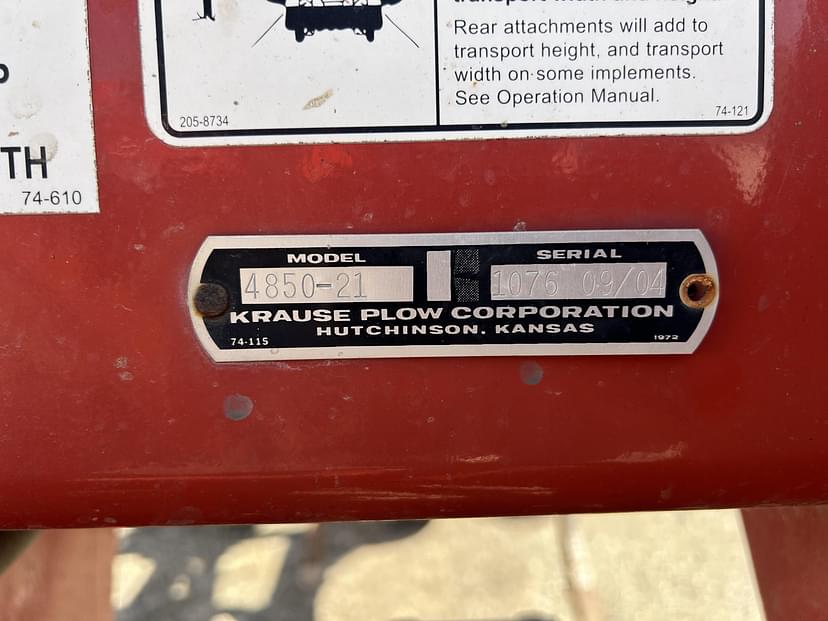 Rear attachments will add to
transport height, and transport
width on some implements.
See Operation Manual.
205-8734
74-121
TH
74-610
MODEL
SERIAL
4850-21
1076 09/04
KRAUSE PLOW CORPORATION
HUTCHINSON, KANSAS
74-115
1972